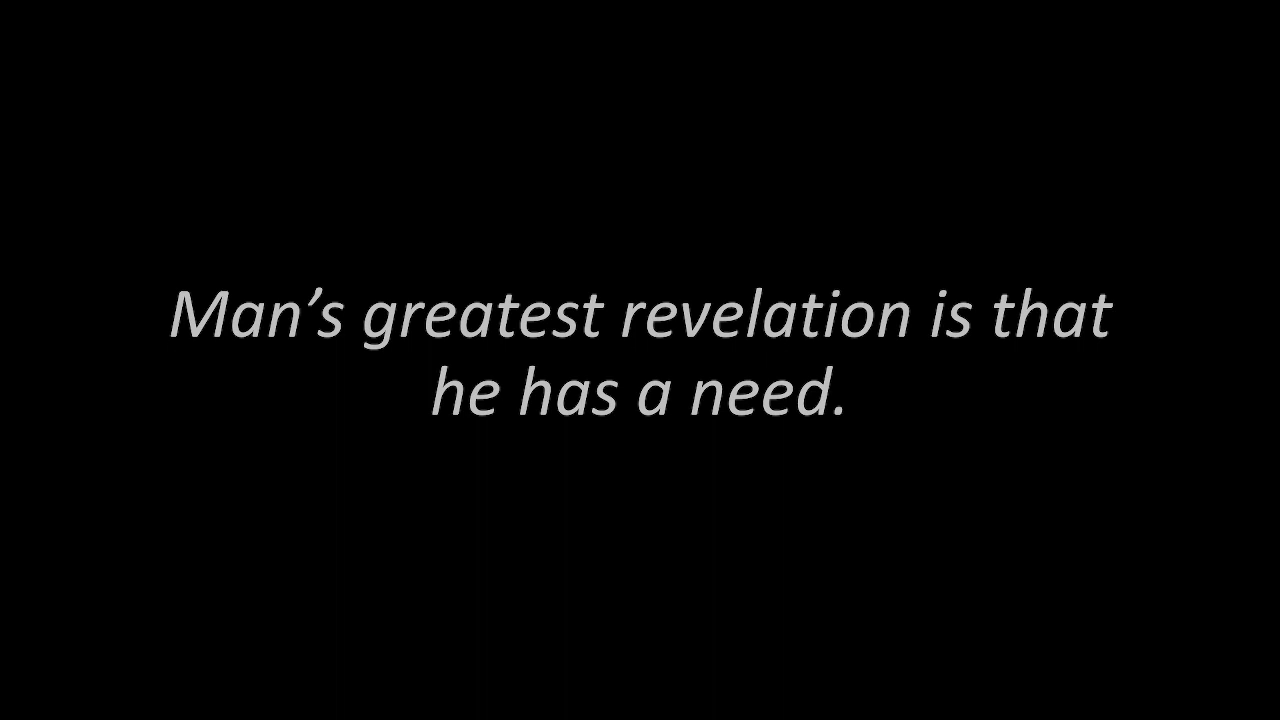 Man’s greatest revelation is that
he has a need.